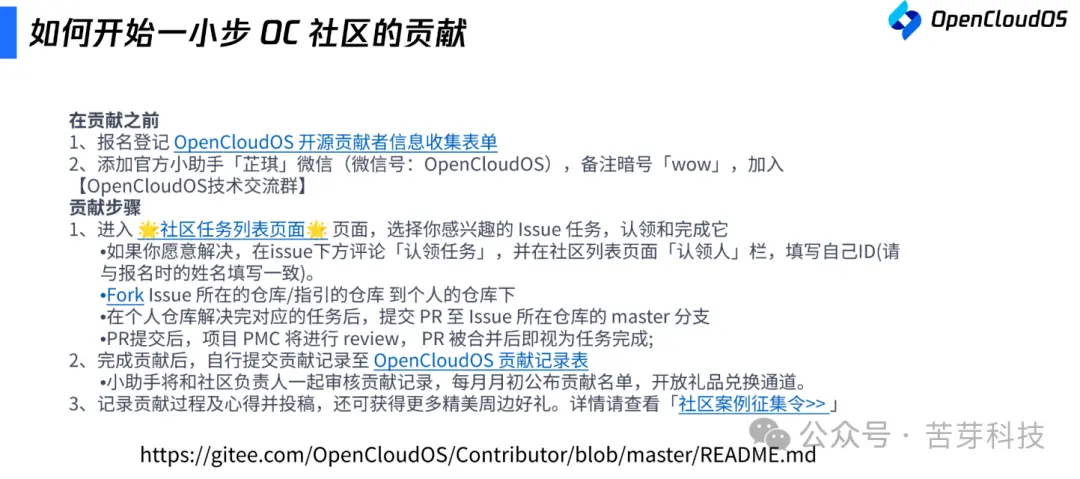 如何开始一小步 OC 社区的贡献
OpenCloudOS
在贡献之前
1、报名登记 OpenCloudOS 开源贡献者信息收集表单
2、添加官方小助手「芷琪」微信（微信号：OpenCloudOS），备注暗号「wow」，加入
【OpenCloudOS技术交流群】
贡献步骤
1、进入 🌟社区任务列表页面🌟 页面，选择你感兴趣的 Issue 任务，认领和完成它
•如果你愿意解决，在issue下方评论「认领任务」，并在社区列表页面「认领人」栏，填写自己ID(请
与报名时的姓名填写一致)。
•Fork Issue 所在的仓库/指引的仓库 到个人的仓库下
•在个人仓库解决完对应的任务后，提交 PR 至 Issue 所在仓库的 master 分支
•PR提交后，项目 PMC 将进行 review， PR 被合并后即视为任务完成;
2、完成贡献后，自行提交贡献记录至 OpenCloudOS 贡献记录表
•小助手将和社区负责人一起审核贡献记录，每月月初公布贡献名单，开放礼品兑换通道。
3、记录贡献过程及心得并投稿，还可获得更多精美周边好礼。详情请查看「社区案例征集令>> 」
公众号 · 苦芽科技
https://gitee.com/OpenCloudOS/Contributor/blob/master/README.md